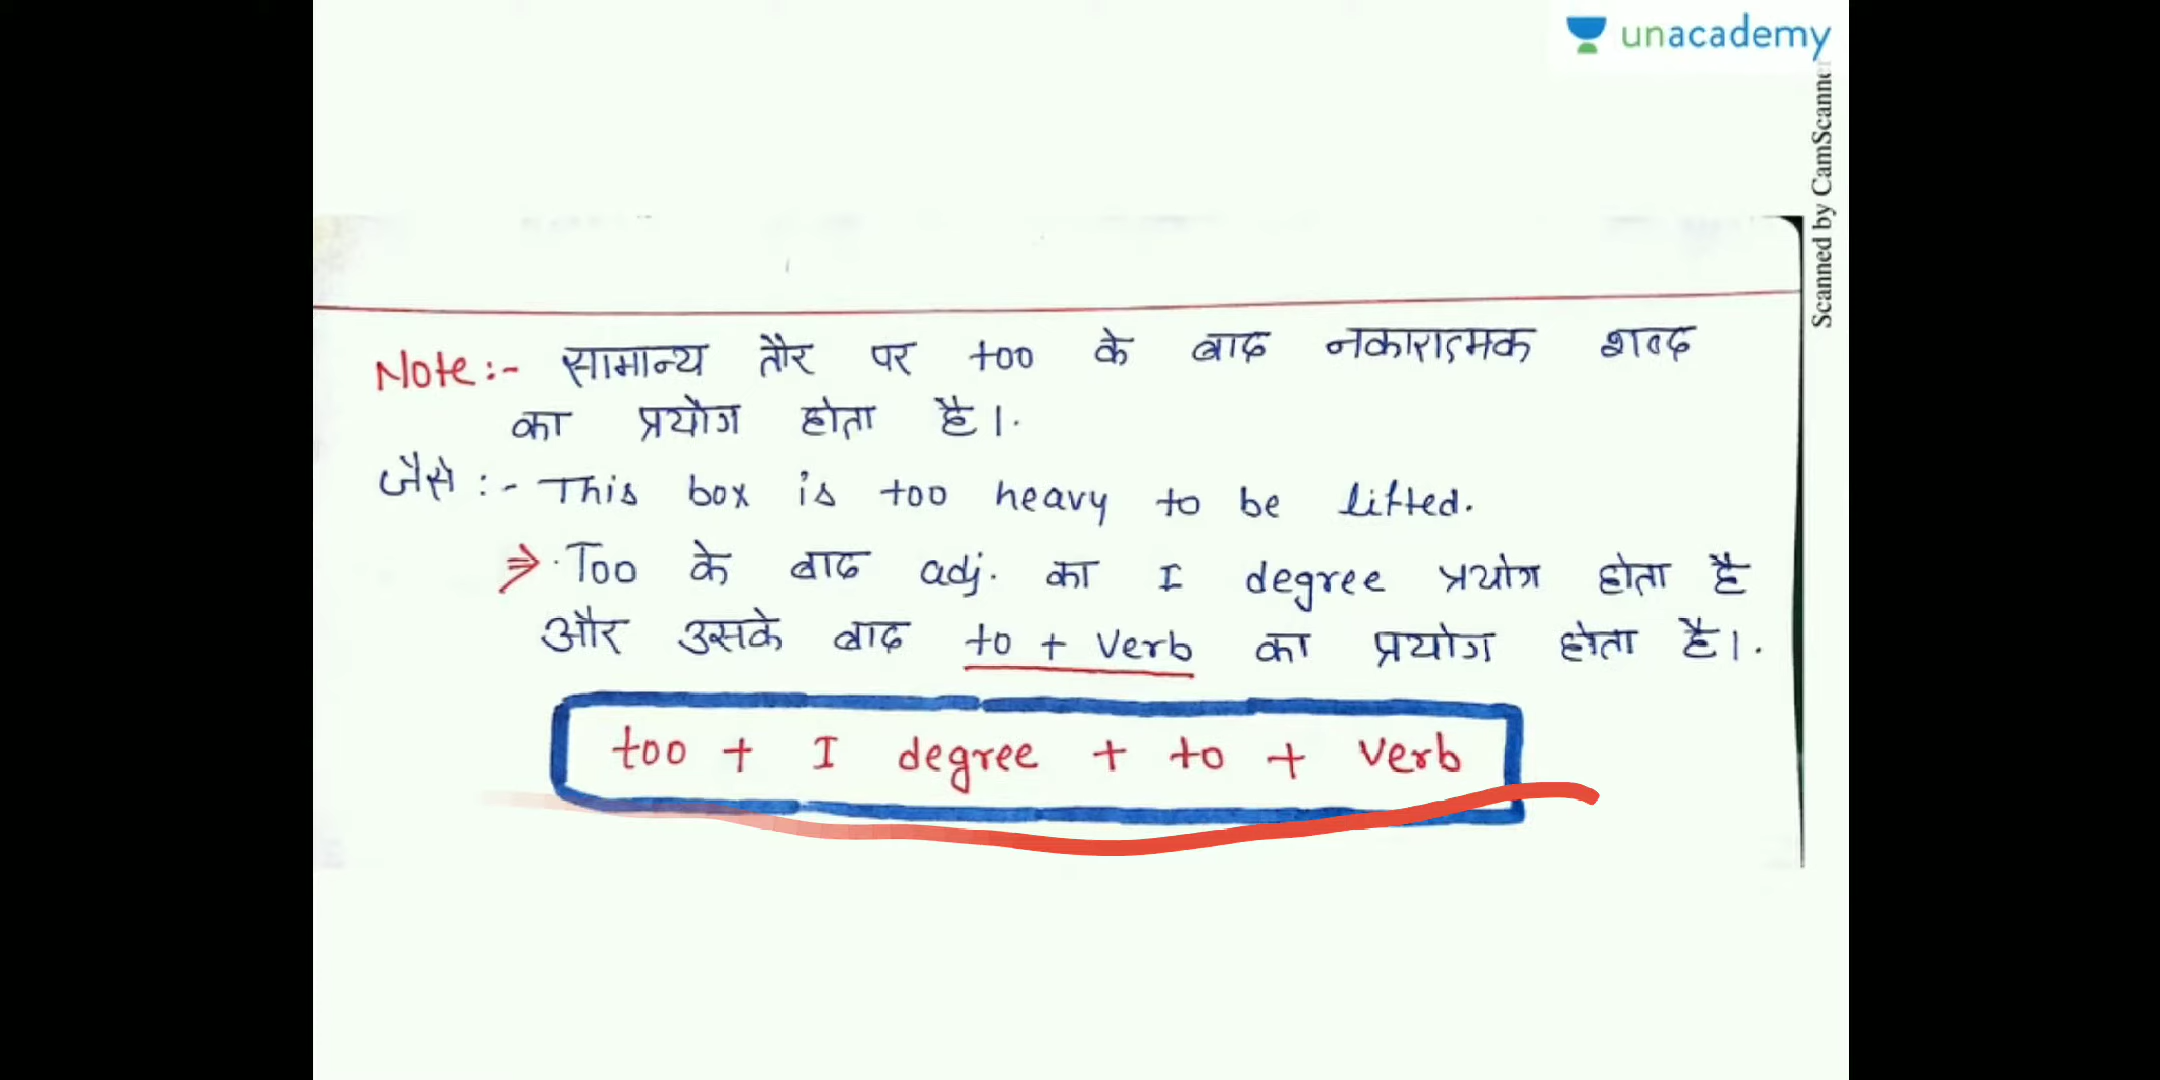 unacademy
Scanned by CamScanner
Note:- सामान्य तौर पर too के बाद नकारात्मक शब्द
का प्रयोग होता है।
जैसे:- This box is too heavy to be lifted.
⇒ Too के बाद adj. का I degree प्रयोग होता है
और उसके बाद to + verb का प्रयोग होता है।
too + I degree + to + verb